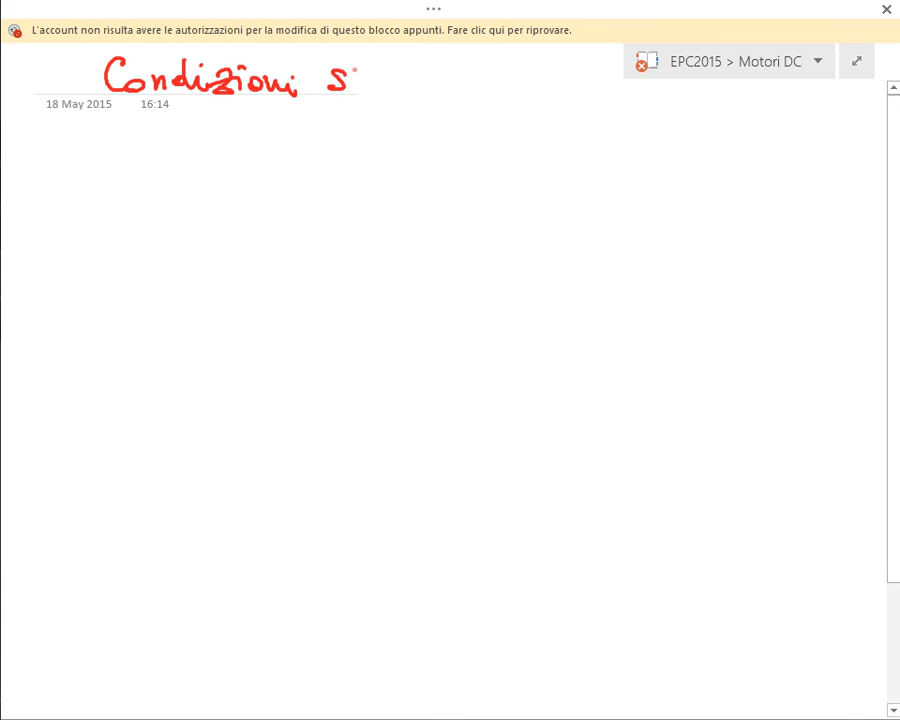 ...
L'account non risulta avere le autorizzazioni per la modifica di questo blocco appunti. Fare clic qui per riprovare.
Condizioni s
EPC2015 > Motori DC
18 May 2015 16:14